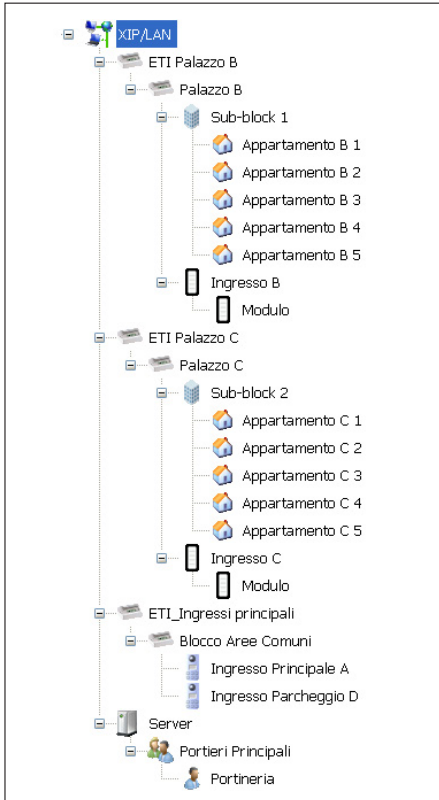 XIP/LAN
ETI Palazzo B
Palazzo B
Sub-block 1
Appartamento B 1
Appartamento B 2
Appartamento B 3
Appartamento B 4
Appartamento B 5
Ingresso B
Modulo
ETI Palazzo C
Palazzo C
Sub-block 2
Appartamento C 1
Appartamento C 2
Appartamento C 3
Appartamento C 4
Appartamento C 5
Ingresso C
Modulo
ETI_Ingressi principali
Blocco Aree Comuni
Ingresso Principale A
Ingresso Parcheggio D
Server
Portieri Principali
Portineria